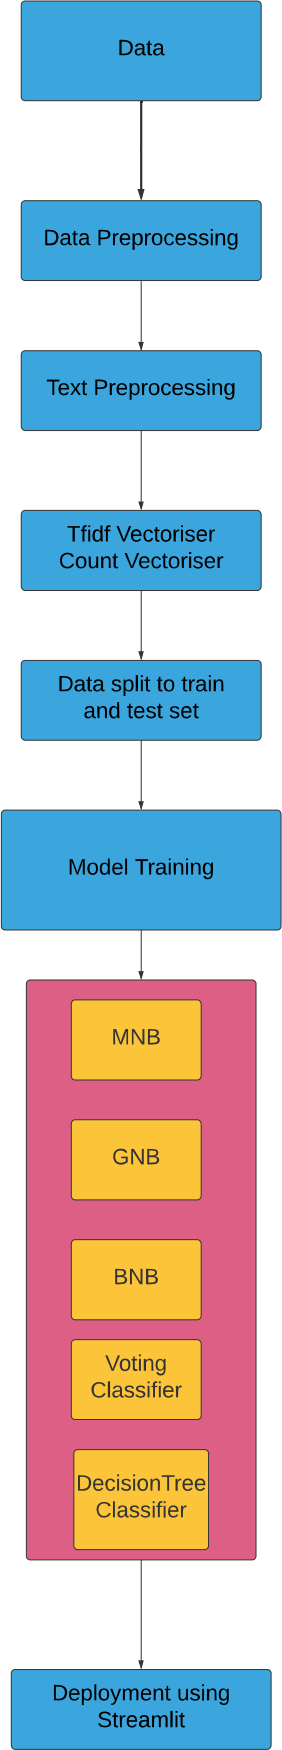 Data
Data Preprocessing
Text Preprocessing
Tfidf Vectoriser
Count Vectoriser
Data split to train
and test set
Model Training
MNB
GNB
BNB
Voting
Classifier
DecisionTree
Classifier
Deployment using
Streamlit